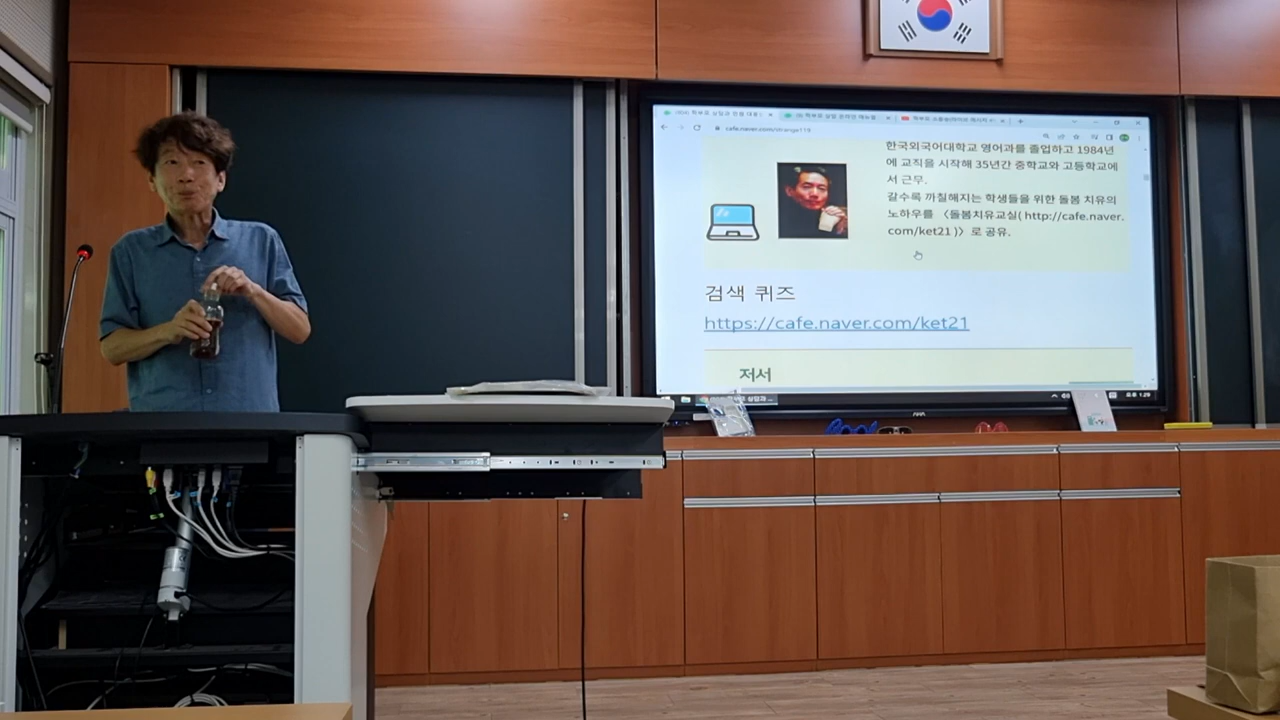 cafe.naver.com/strange119
한국외국어대학교 영어과를 졸업하고 1984년
에 교직을 시작해 35년간 중학교와 고등학교에
서 근무.
갈수록 까칠해지는 학생들을 위한 돌봄 치유의
노하우를 〈돌봄치유교실( http://cafe.naver.
com/ket21 )〉로 공유.
검색 퀴즈
https://cafe.naver.com/ket21
저서
오후 1:29